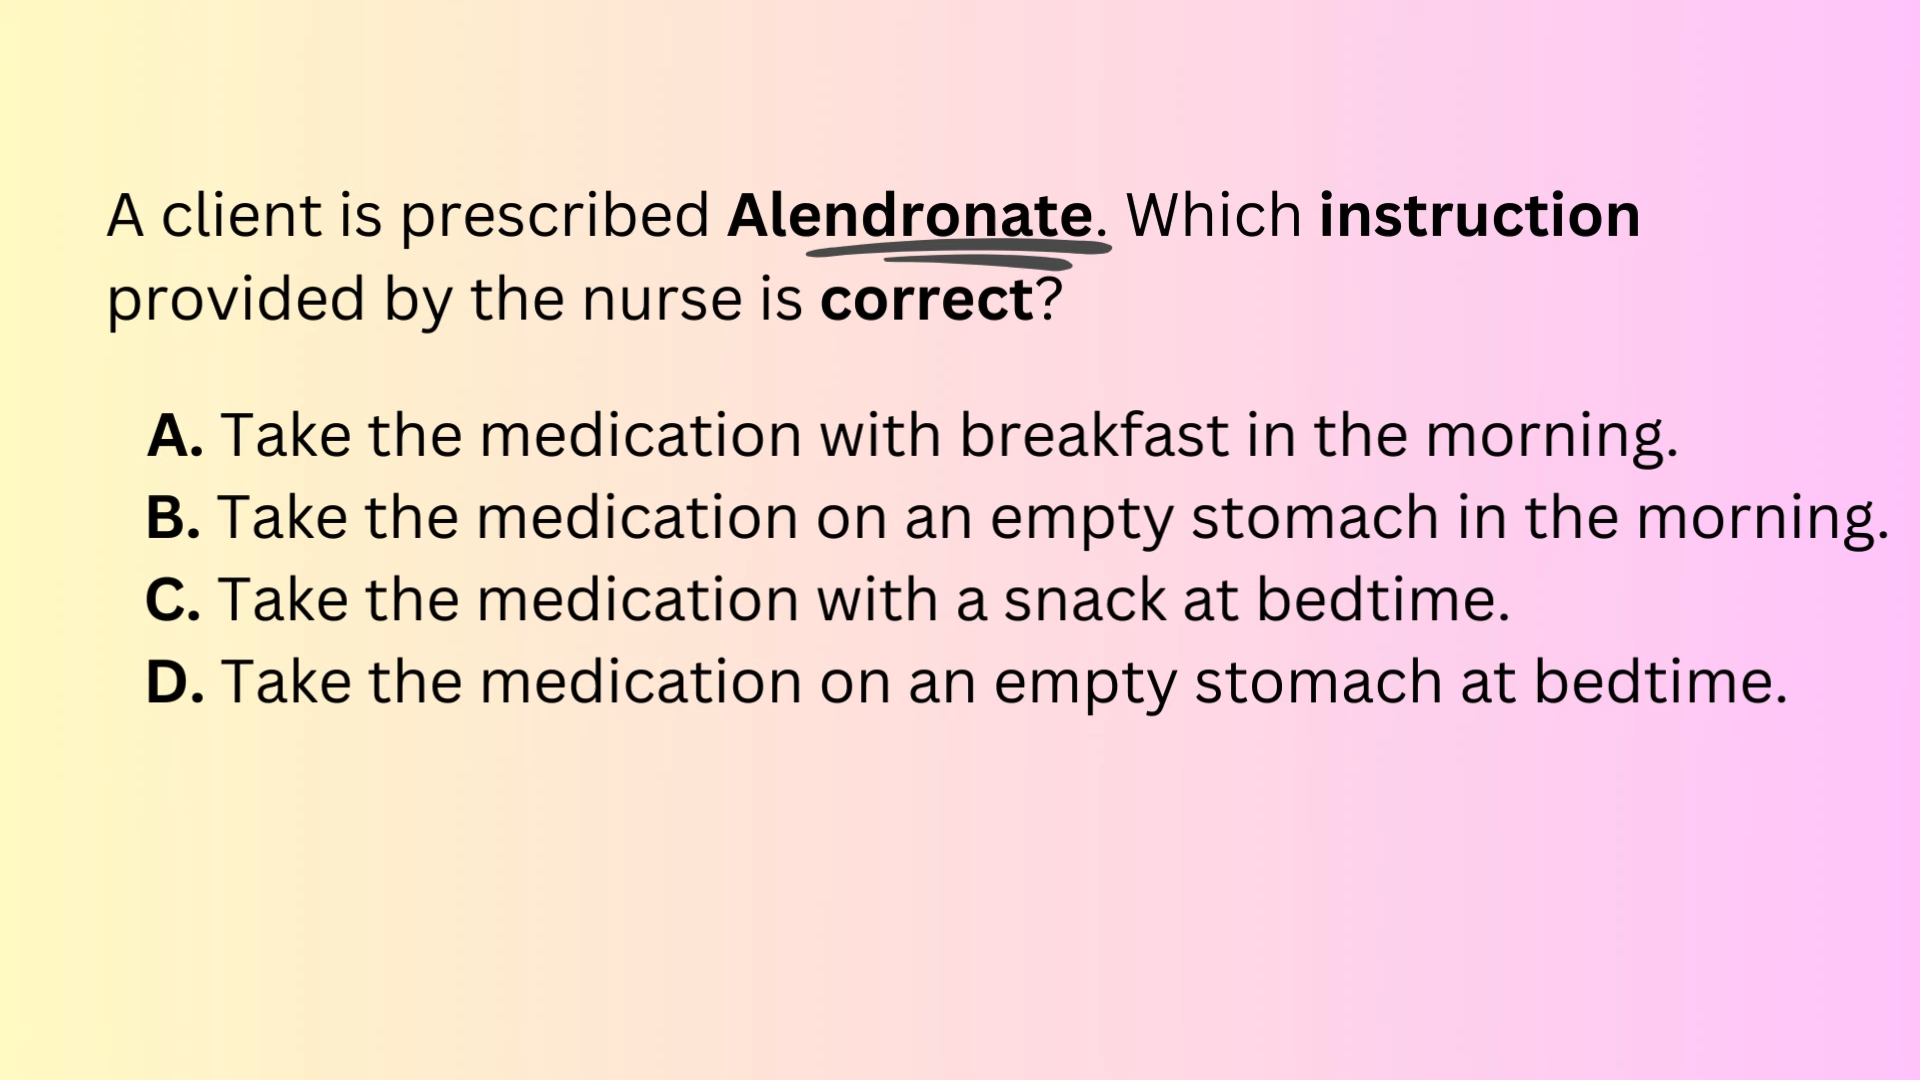 A client is prescribed Alendronate. Which instruction
provided by the nurse is correct?
A. Take the medication with breakfast in the morning.
B. Take the medication on an empty stomach in the morning.
C. Take the medication with a snack at bedtime.
D. Take the medication on an empty stomach at bedtime.